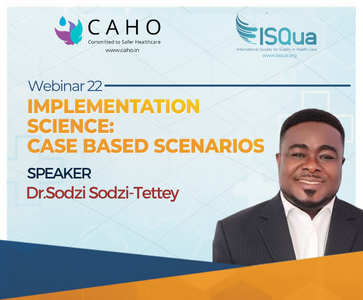 CAHO
Committed to Safer Healthcare
www.caho.in
ISQua
International Society for Quality in Health Care
www.isqua.org
Webinar 22
IMPLEMENTATION
SCIENCE:
CASE BASED SCENARIOS
SPEAKER
Dr.Sodzi Sodzi-Tettey